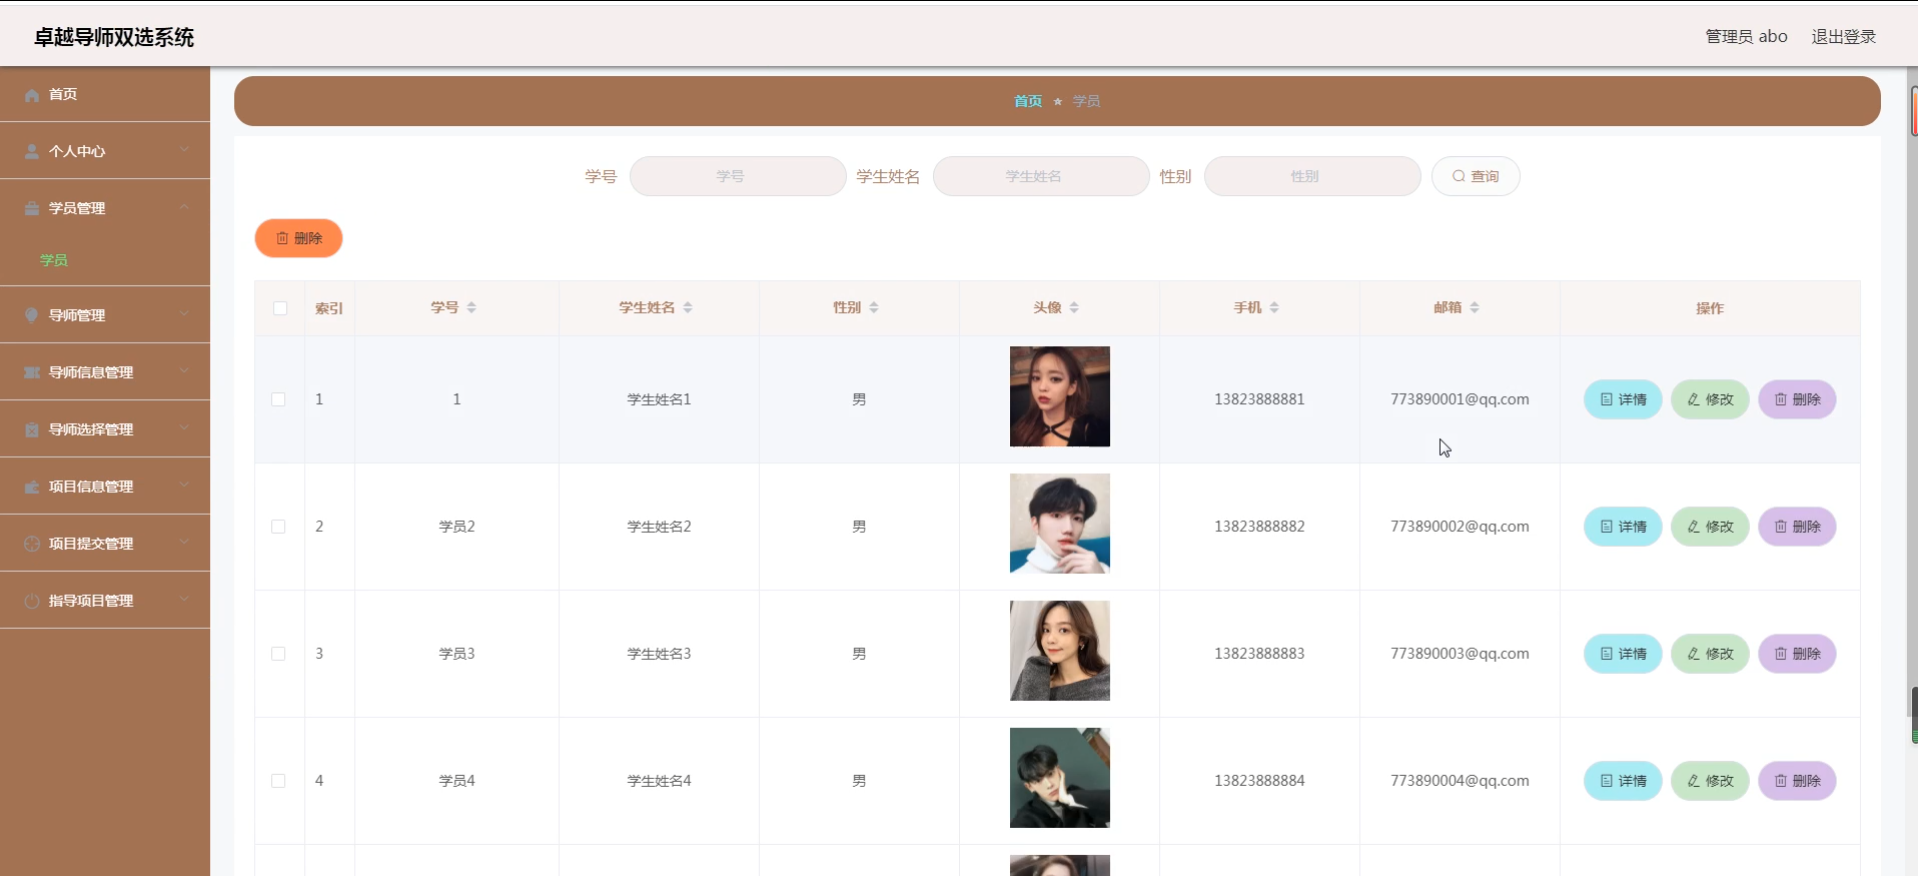 卓越导师双选系统
管理员 abo 退出登录
首页
个人中心
学员管理
学员
导师管理
导师信息管理
导师选择管理
项目信息管理
项目提交管理
指导项目管理
首页 学员
学号 学号 学生姓名 学生姓名 性别 性别 查询
删除
索引 学号 学生姓名 性别 头像 手机 邮箱 操作
1 1 学生姓名1 男 13823888881 773890001@qq.com 详情 修改 删除
2 学员2 学生姓名2 男 13823888882 773890002@qq.com 详情 修改 删除
3 学员3 学生姓名3 男 13823888883 773890003@qq.com 详情 修改 删除
4 学员4 学生姓名4 男 13823888884 773890004@qq.com 详情 修改 删除